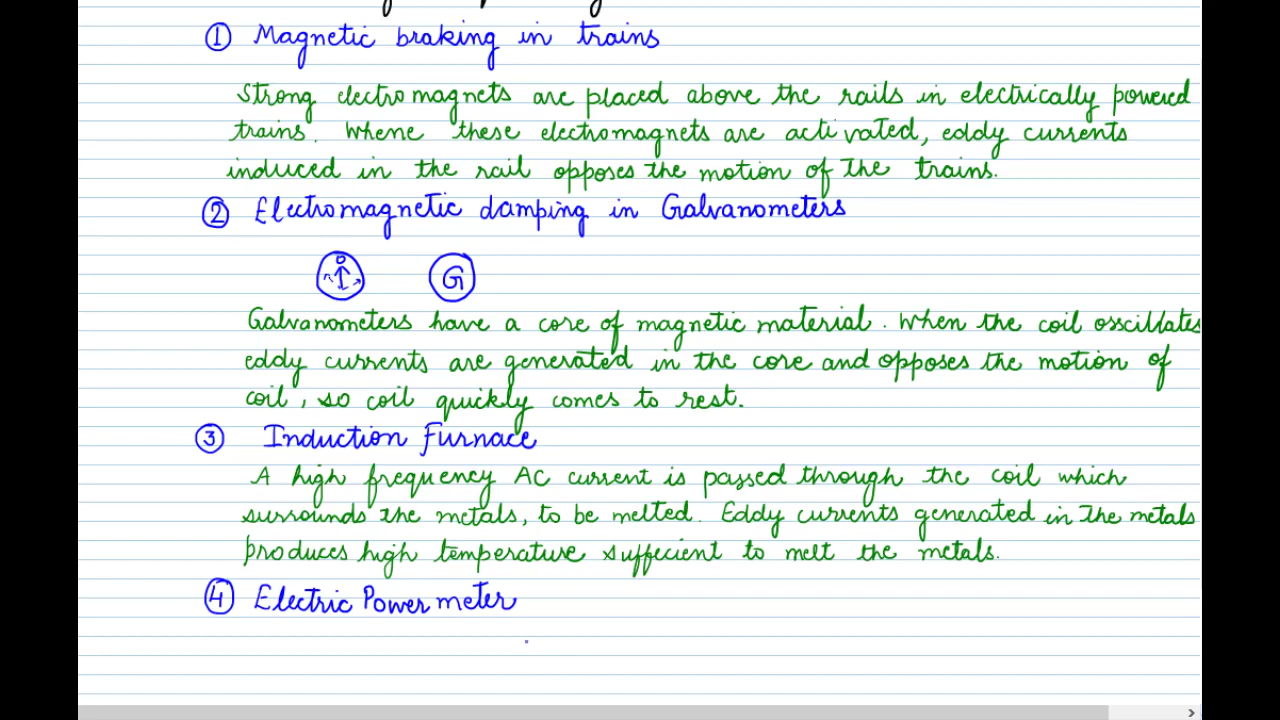 ① Magnetic braking in trains
Strong electromagnets are placed above the rails in electrically powered
trains. Whene these electromagnets are activated, eddy currents
induced in the rail opposes the motion of the trains.
② Electromagnetic damping in Galvanometers
G
Galvanometers have a core of magnetic material. When the coil osscillates
eddy currents are generated in the core and opposes the motion of
coil, so coil quickly comes to rest.
③ Induction Furnace
A high frequency AC current is passed through the coil which
surrounds the metals, to be melted. Eddy currents generated in the metals
produces high temperature suffecient to melt the metals.
④ Electric Power meter